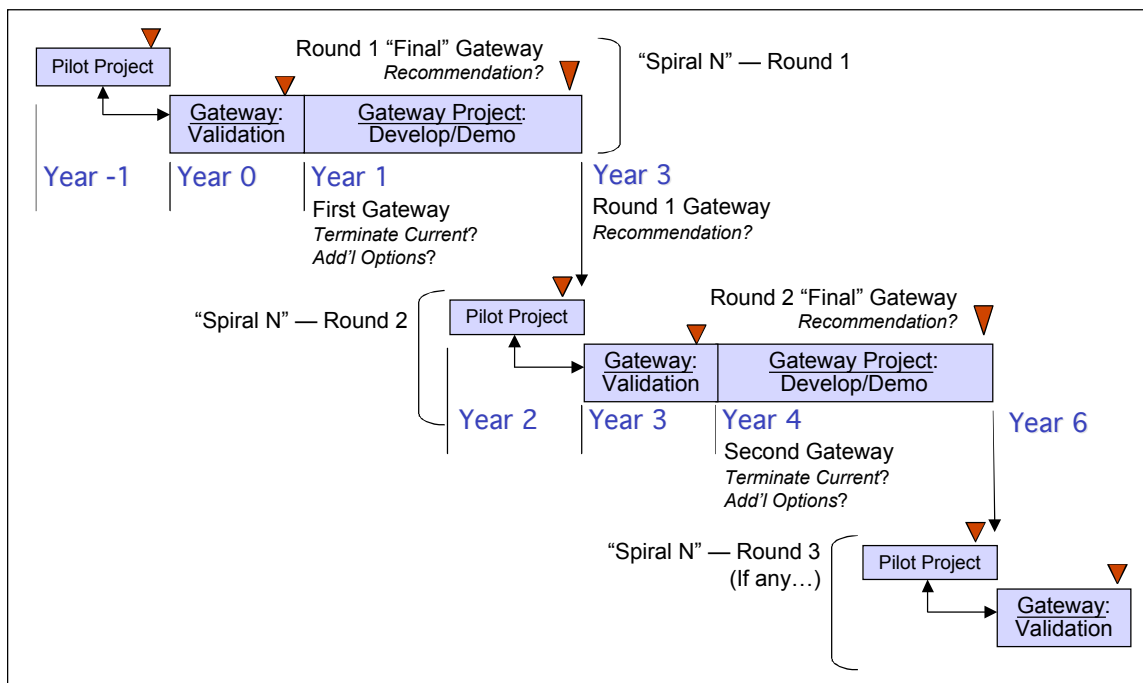 Round 1 “Final” Gateway
Recommendation?
“Spiral N” — Round 1
Pilot Project
Gateway:
Validation
Gateway Project:
Develop/Demo
Year -1
Year 0
Year 1
Year 3
First Gateway
Terminate Current?
Add’l Options?
Round 1 Gateway
Recommendation?
“Spiral N” — Round 2
Pilot Project
Round 2 “Final” Gateway
Recommendation?
Gateway:
Validation
Gateway Project:
Develop/Demo
Year 2
Year 3
Year 4
Year 6
Second Gateway
Terminate Current?
Add’l Options?
“Spiral N” — Round 3
(If any…)
Pilot Project
Gateway:
Validation